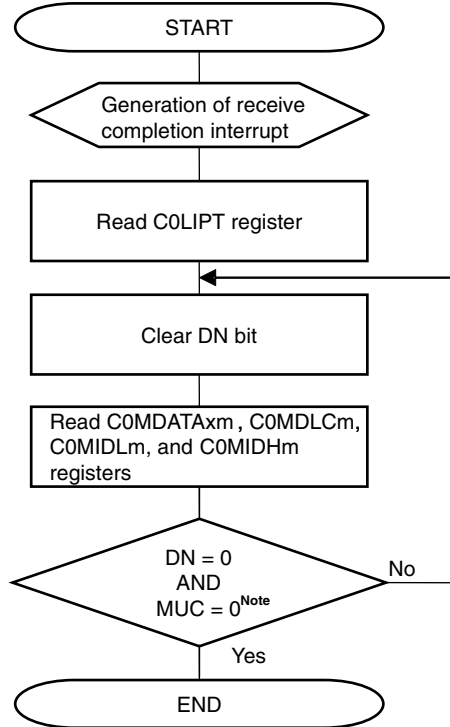 START
Generation of receive
completion interrupt
Read C0LIPT register
Clear DN bit
Read C0MDATAxm , C0MDLCm,
C0MIDLm, and C0MIDHm
registers
DN = 0
AND
MUC = 0Note
No
Yes
END